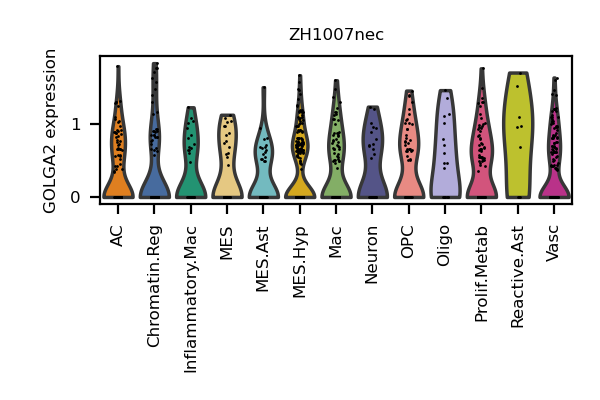 ZH1007nec
GOLGA2 expression
1
0
AC
Chromatin.Reg
Inflammatory.Mac
MES
MES.Ast
MES.Hyp
Mac
Neuron
OPC
Oligo
Prolif.Metab
Reactive.Ast
Vasc